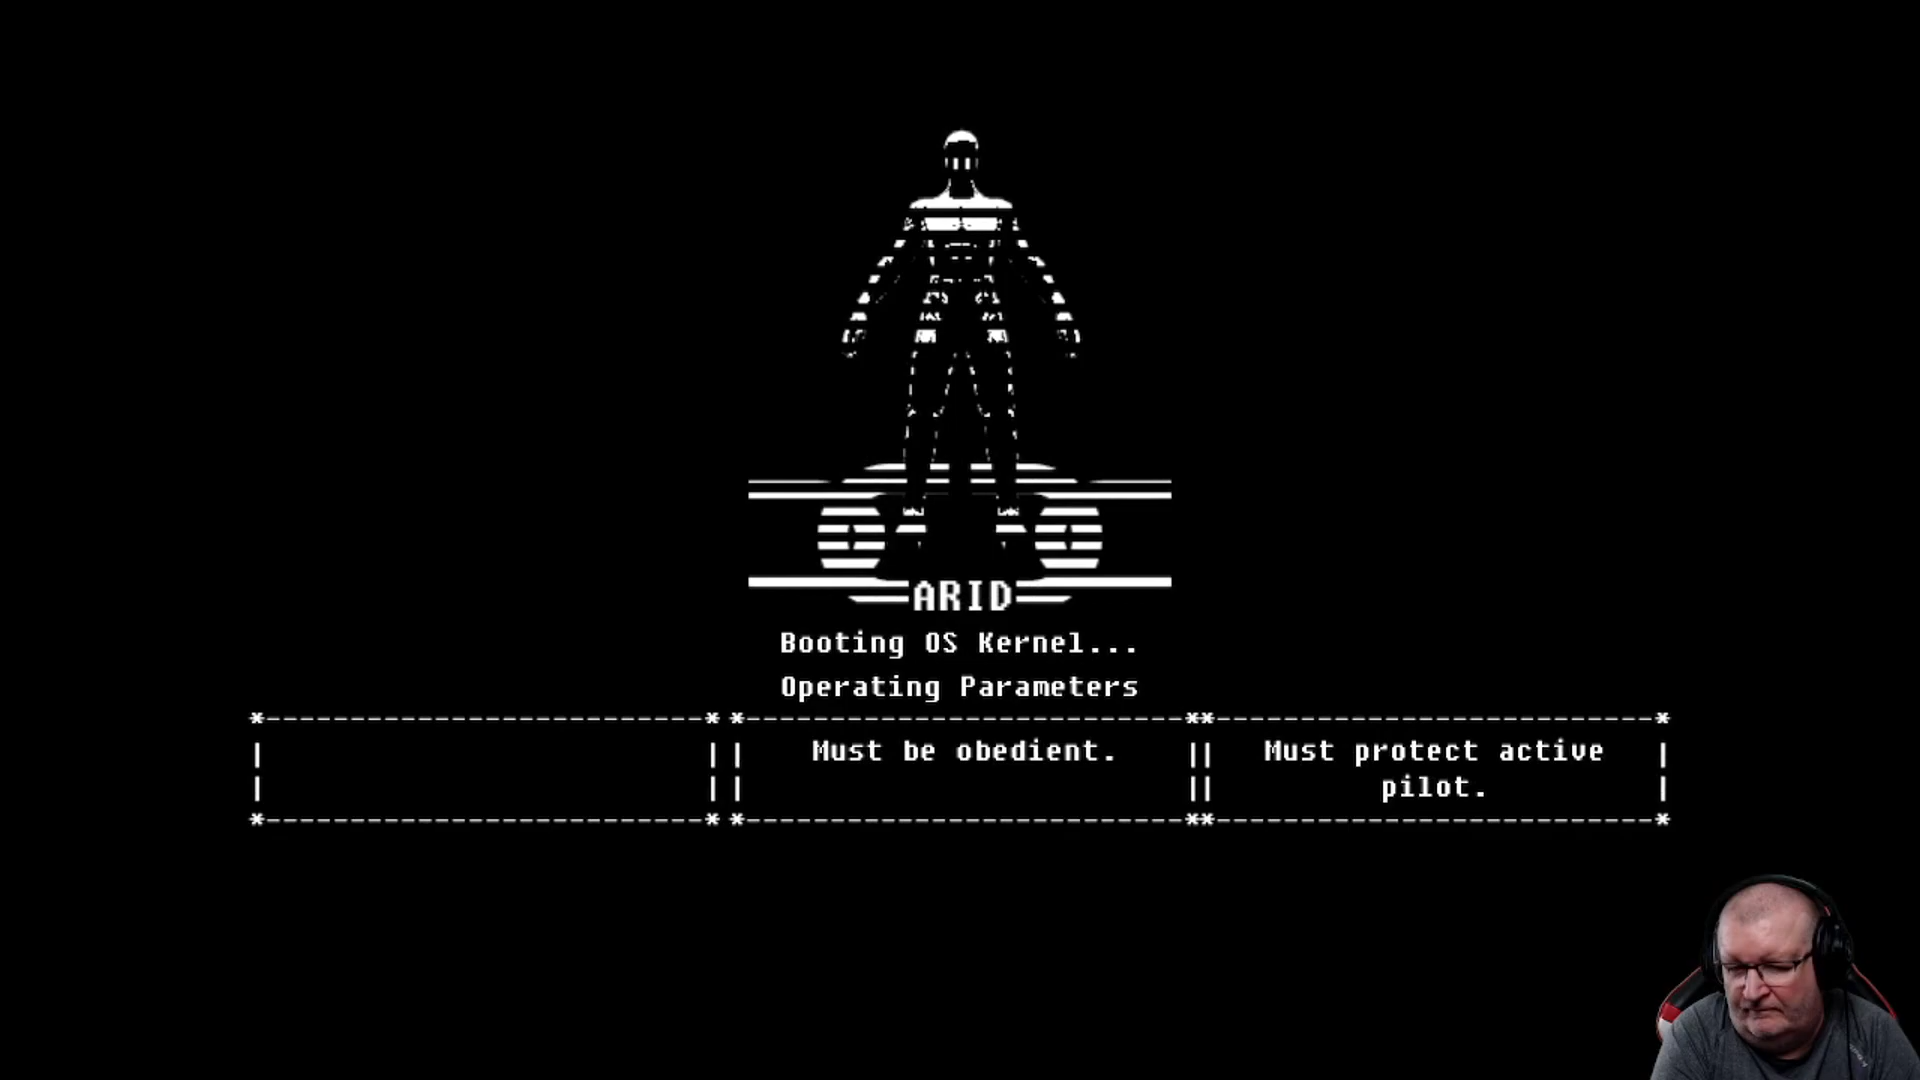 ARID
Booting OS Kernel...
Operating Parameters
Must be obedient.
Must protect active
pilot.